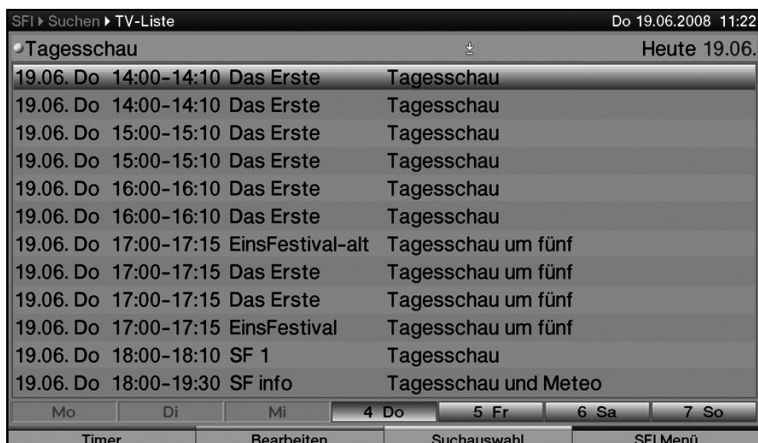 SFI Suchen TV-Liste Do 19.06.2008 11:22
Tagesschau Heute 19.06.
19.06. Do 14:00-14:10 Das Erste Tagesschau
19.06. Do 14:00-14:10 Das Erste Tagesschau
19.06. Do 15:00-15:10 Das Erste Tagesschau
19.06. Do 15:00-15:10 Das Erste Tagesschau
19.06. Do 16:00-16:10 Das Erste Tagesschau
19.06. Do 16:00-16:10 Das Erste Tagesschau
19.06. Do 17:00-17:15 EinsFestival-alt Tagesschau um fünf
19.06. Do 17:00-17:15 Das Erste Tagesschau um fünf
19.06. Do 17:00-17:15 Das Erste Tagesschau um fünf
19.06. Do 17:00-17:15 EinsFestival Tagesschau um fünf
19.06. Do 18:00-18:10 SF 1 Tagesschau
19.06. Do 18:00-19:30 SF info Tagesschau und Meteo
Mo Di Mi 4 Do 5 Fr 6 Sa 7 So
Timer Bearbeiten Suchauswahl SFI Menü